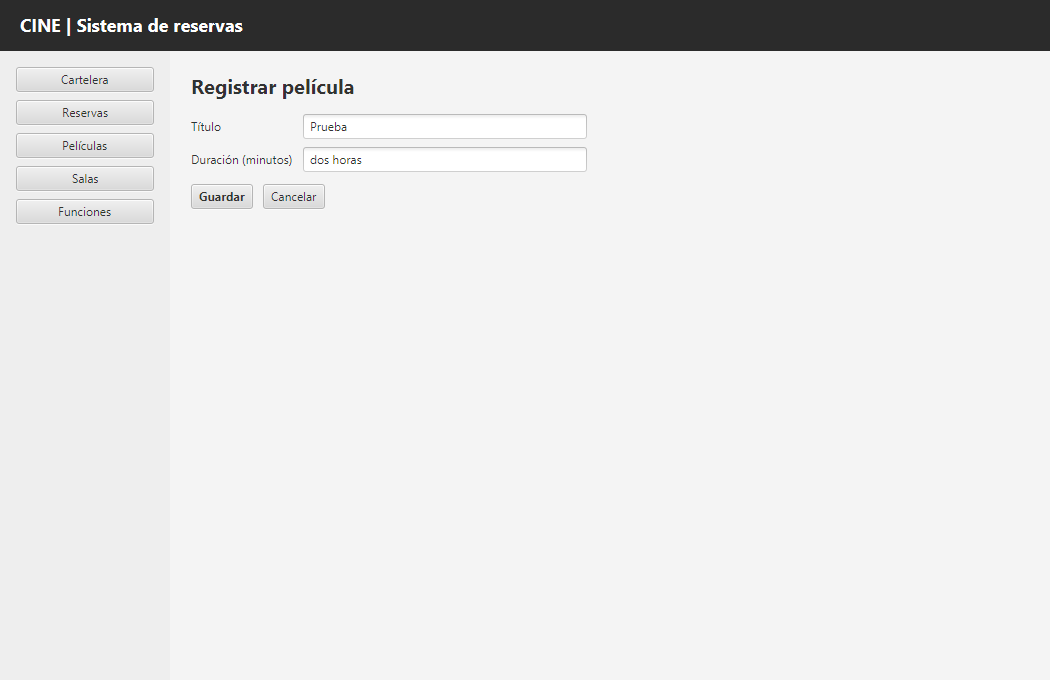 CINE | Sistema de reservas
Cartelera
Reservas
Películas
Salas
Funciones
Registrar película
Título Prueba
Duración (minutos) dos horas
Guardar Cancelar